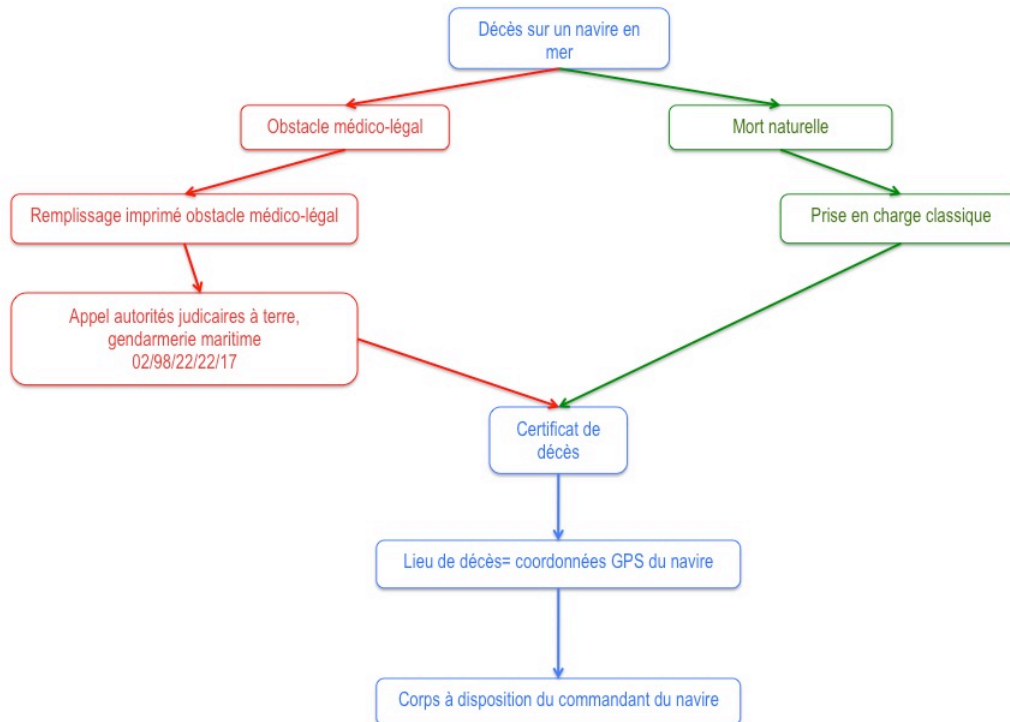 Décès sur un navire en
mer
Obstacle médico-légal
Mort naturelle
Remplissage imprimé obstacle médico-légal
Prise en charge classique
Appel autorités judicaires à terre,
gendarmerie maritime
02/98/22/22/17
Certificat de
décès
Lieu de décès= coordonnées GPS du navire
Corps à disposition du commandant du navire